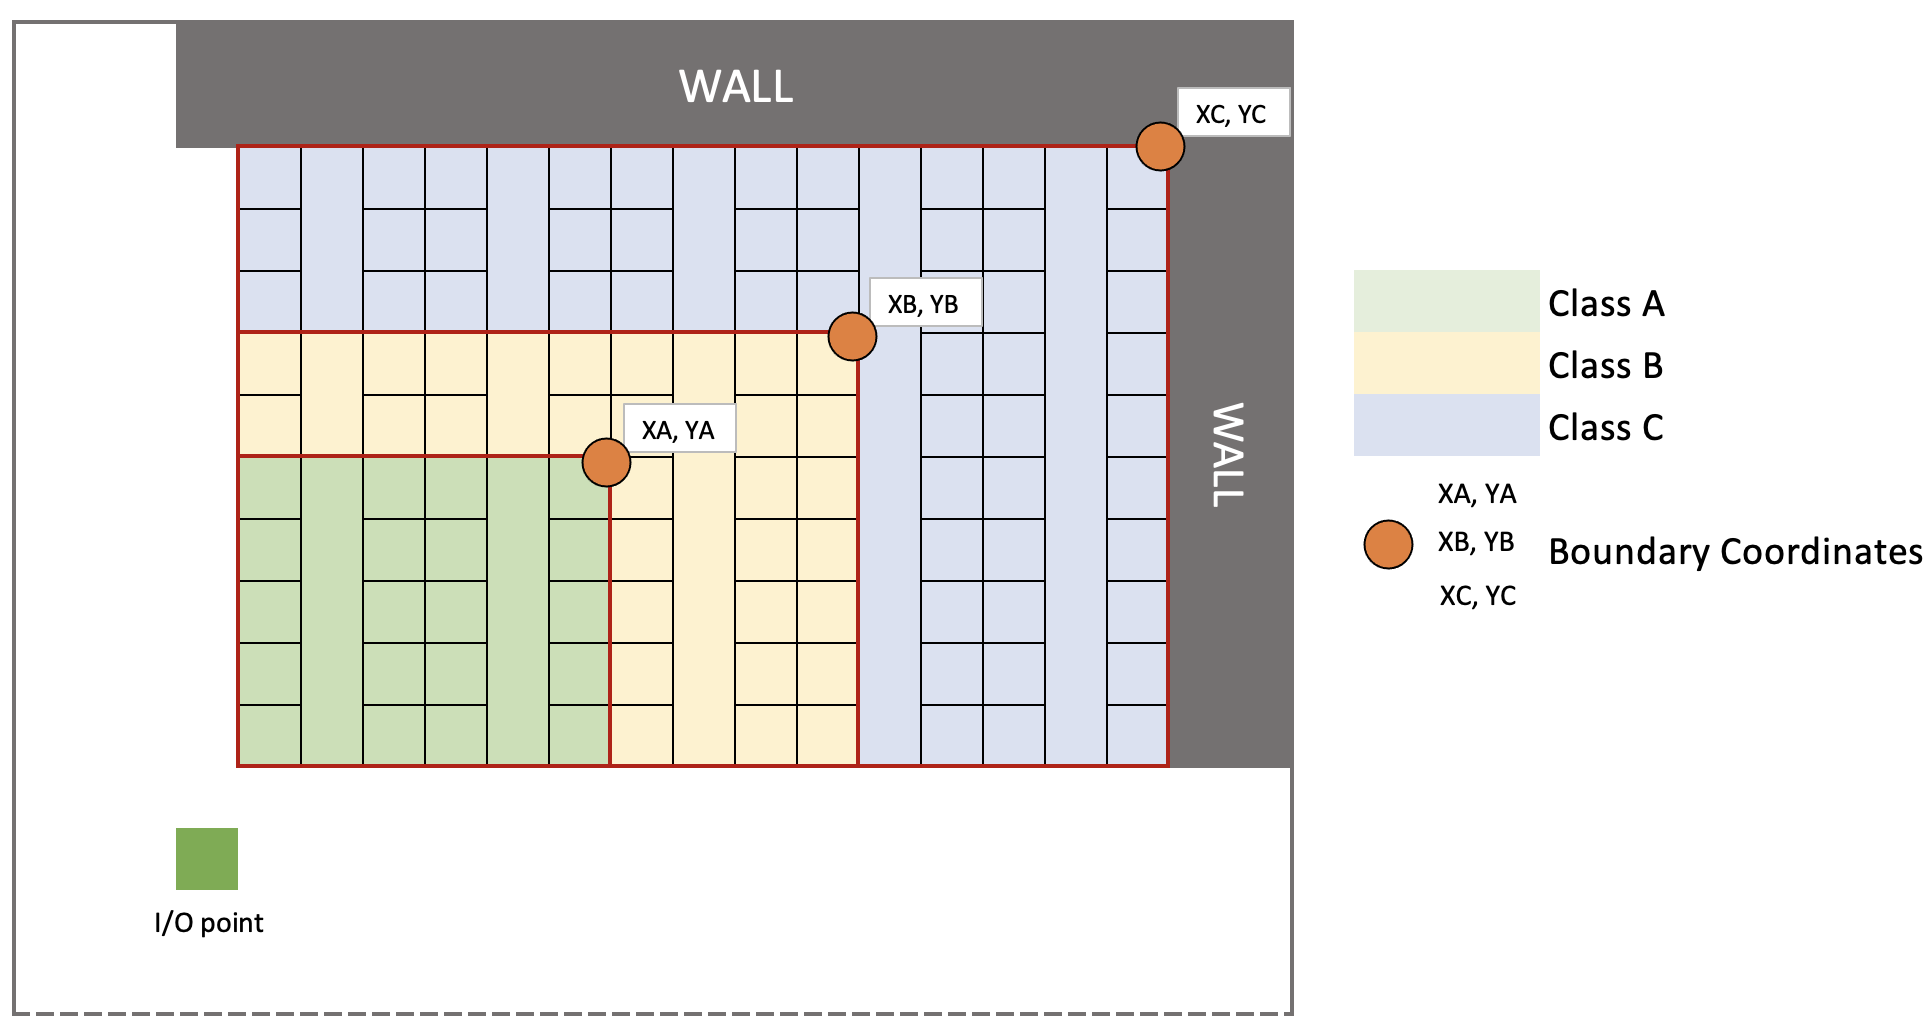 WALL
XC, YC
XB, YB
XA, YA
WALL
I/O point
Class A
Class B
Class C
XA, YA
XB, YB
XC, YC
Boundary Coordinates